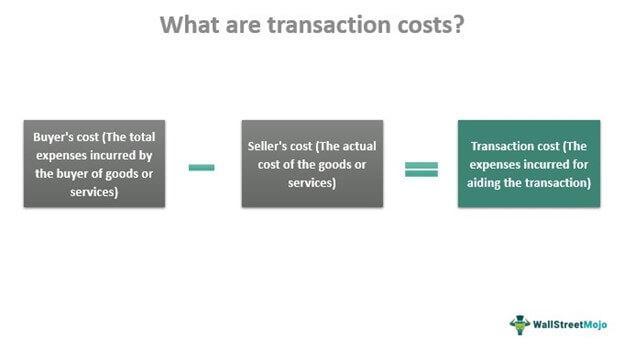 What are transaction costs?
Buyer's cost (The total
expenses incurred by
the buyer of goods or
services)
Seller's cost (The actual
cost of the goods or
services)
Transaction cost (The
expenses incurred for
aiding the transaction)
WallStreetMojo